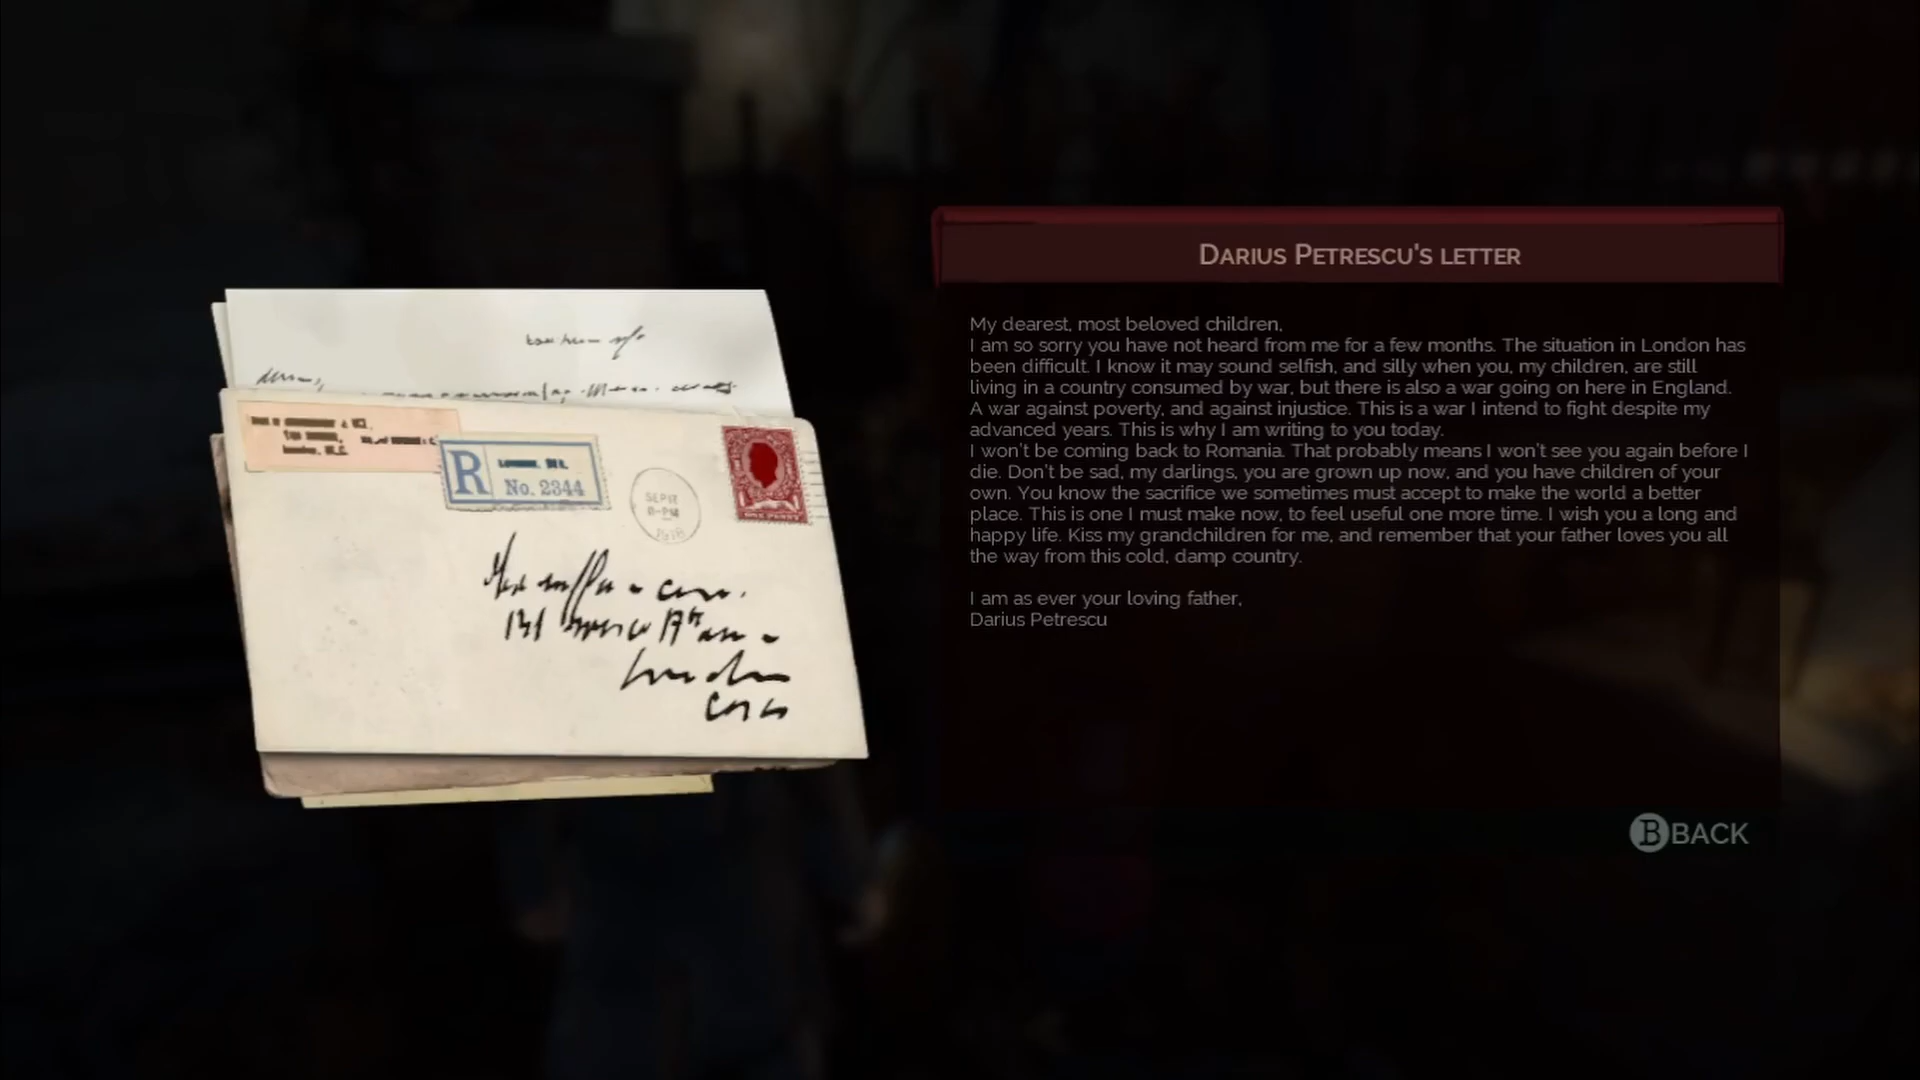 DARIUS PETRESCU'S LETTER
My dearest, most beloved children,
I am so sorry you have not heard from me for a few months. The situation in London has
been difficult. I know it may sound selfish, and silly when you, my children, are still
living in a country consumed by war, but there is also a war going on here in England.
A war against poverty, and against injustice. This is a war I intend to fight despite my
advanced years. This is why I am writing to you today.
I won't be coming back to Romania. That probably means I won't see you again before I
die. Don't be sad, my darlings, you are grown up now, and you have children of your
own. You know the sacrifice we sometimes must accept to make the world a better
place. This is one I must make now, to feel useful one more time. I wish you a long and
happy life. Kiss my grandchildren for me, and remember that your father loves you all
the way from this cold, damp country.
I am as ever your loving father,
Darius Petrescu
R
No. 2344
ONE PENNY
B BACK